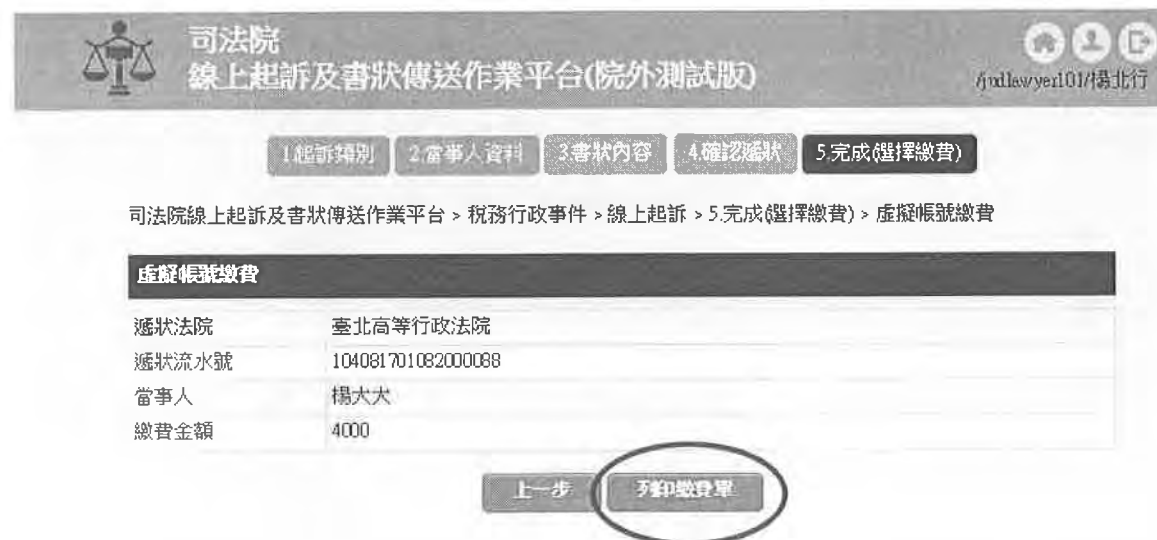 司法院
線上起訴及書狀傳送作業平台(院外測試版)
/judlawyer101/楊北行
1.起訴類別 2.當事人資料 3.書狀內容 4.確認遞狀 5.完成(選擇繳費)
司法院線上起訴及書狀傳送作業平台 > 稅務行政事件 > 線上起訴 > 5.完成(選擇繳費) > 虛擬帳號繳費
虛擬帳號繳費
遞狀法院 臺北高等行政法院
遞狀流水號 104081701082000088
當事人 楊大大
繳費金額 4000
上一步 列印繳費單